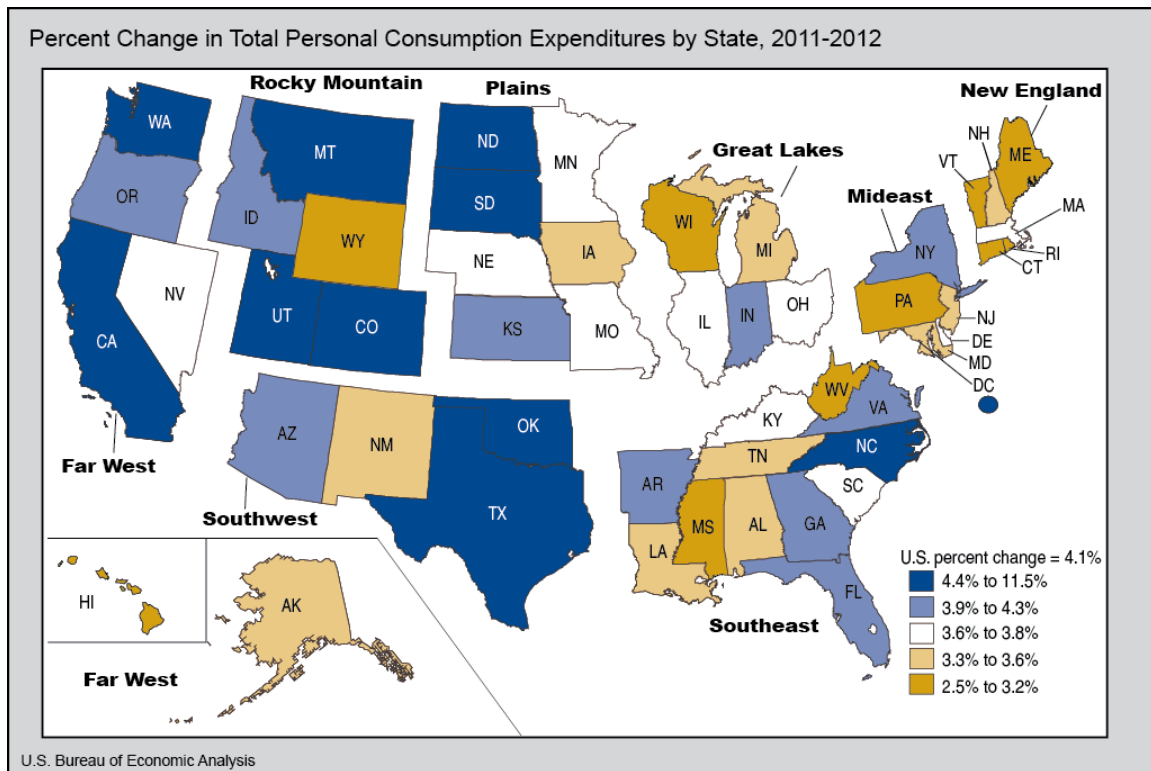 Percent Change in Total Personal Consumption Expenditures by State, 2011-2012
Rocky Mountain
Plains
New England
WA
MT
ND
MN
NH
ME
VT
Great Lakes
OR
ID
SD
WI
MI
Mideast
MA
WY
NE
IA
NY
RI
CT
NV
UT
CO
KS
MO
IL
IN
OH
PA
NJ
DE
MD
DC
CA
Far West
AZ
NM
OK
KY
WV
VA
TN
NC
AR
SC
Southwest
TX
MS
AL
GA
LA
FL
Southeast
HI
AK
Far West
U.S. percent change = 4.1%
4.4% to 11.5%
3.9% to 4.3%
3.6% to 3.8%
3.3% to 3.6%
2.5% to 3.2%
U.S. Bureau of Economic Analysis